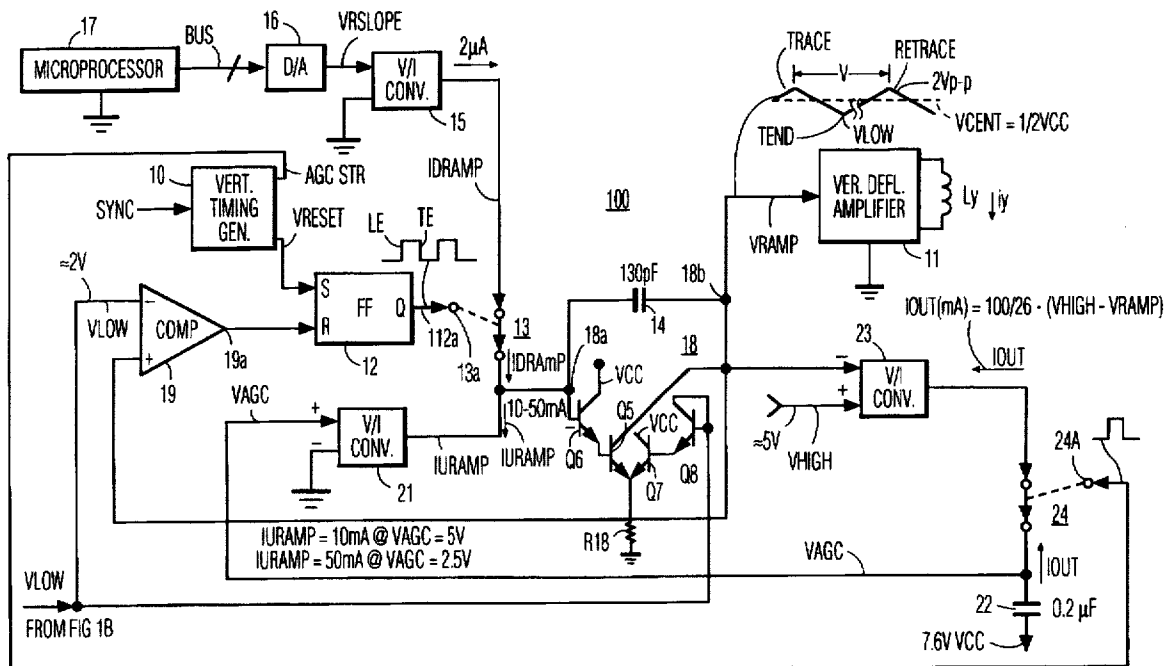 17
MICROPROCESSOR
BUS
16
D/A
VRSLOPE
V/I
CONV.
15
2μA
TRACE
V
RETRACE
2Vp-p
VCENT = 1/2VCC
TEND
VLOW
10
VERT.
TIMING
GEN.
AGC STR
SYNC
VRESET
IDRAMP
100
VER. DEFL.
AMPLIFIER
11
Ly
iy
VRAMP
LE
TE
≈2V
VLOW
COMP
-
+
19
19a
S
R
FF
Q
12
112a
13a
13
IDRAmP
130pF
14
18a
18b
18
IOUT(mA) = 100/26 - (VHIGH - VRAMP)
IOUT
23
V/I
CONV.
-
+
≈5V
VHIGH
VAGC
+
-
V/I
CONV.
21
IURAMP
10-50mA
IURAMP
VCC
Q6
Q5
VCC
Q7
Q8
R18
24A
24
IURAMP = 10mA @ VAGC = 5V
IURAMP = 50mA @ VAGC = 2.5V
VAGC
IOUT
22
0.2 μF
7.6V VCC
VLOW
FROM FIG 1B